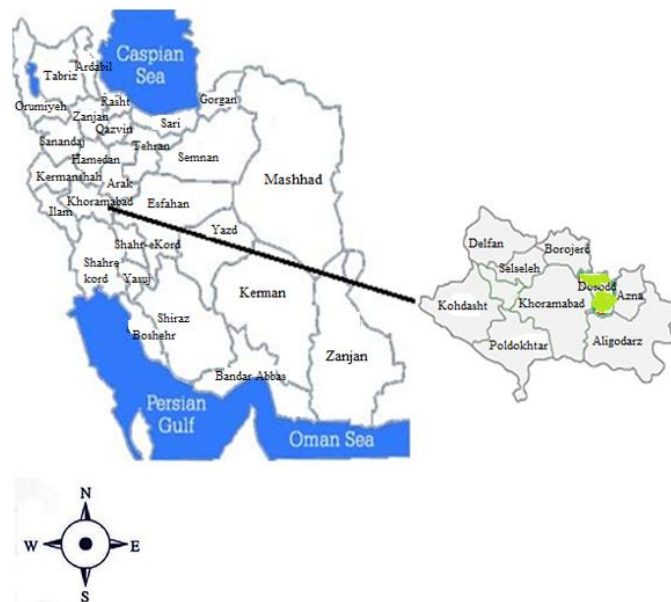 Caspian
Sea
Ardabil
Tabriz
Orumiyeh
Rasht
Gorgan
Zanjan
Qazvin
Sari
Sanandaj
Tehran
Hamedan
Semnan
Kermanshah
Arak
Mashhad
Khoramabad
Esfahan
Ilam
Yazd
Shahr-eKord
Shahre
kord
Yasuj
Kerman
Shiraz
Boshehr
Zanjan
Bandar Abbas
Persian
Gulf
Oman Sea
Delfan
Borojerd
Selseleh
Dosodd
Azna
Kohdasht
Khoramabad
Poldokhtar
Aligodarz
N
W
E
S